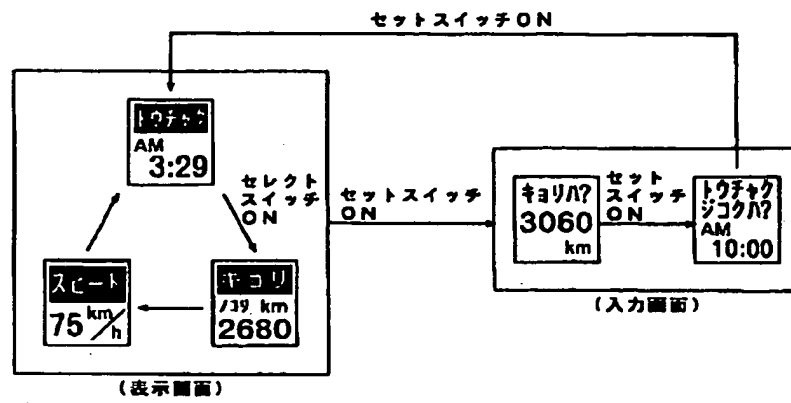 セットスイッチON
トウチャク
AM
3:29
セレクト
スイッチ
ON
スピード
75 km/h
キョリ
ノコリ km
2680
(表示画面)
セットスイッチ
ON
キョリハ?
3060
km
セット
スイッチ
ON
トウチャク
ジコクハ?
AM
10:00
(入力画面)